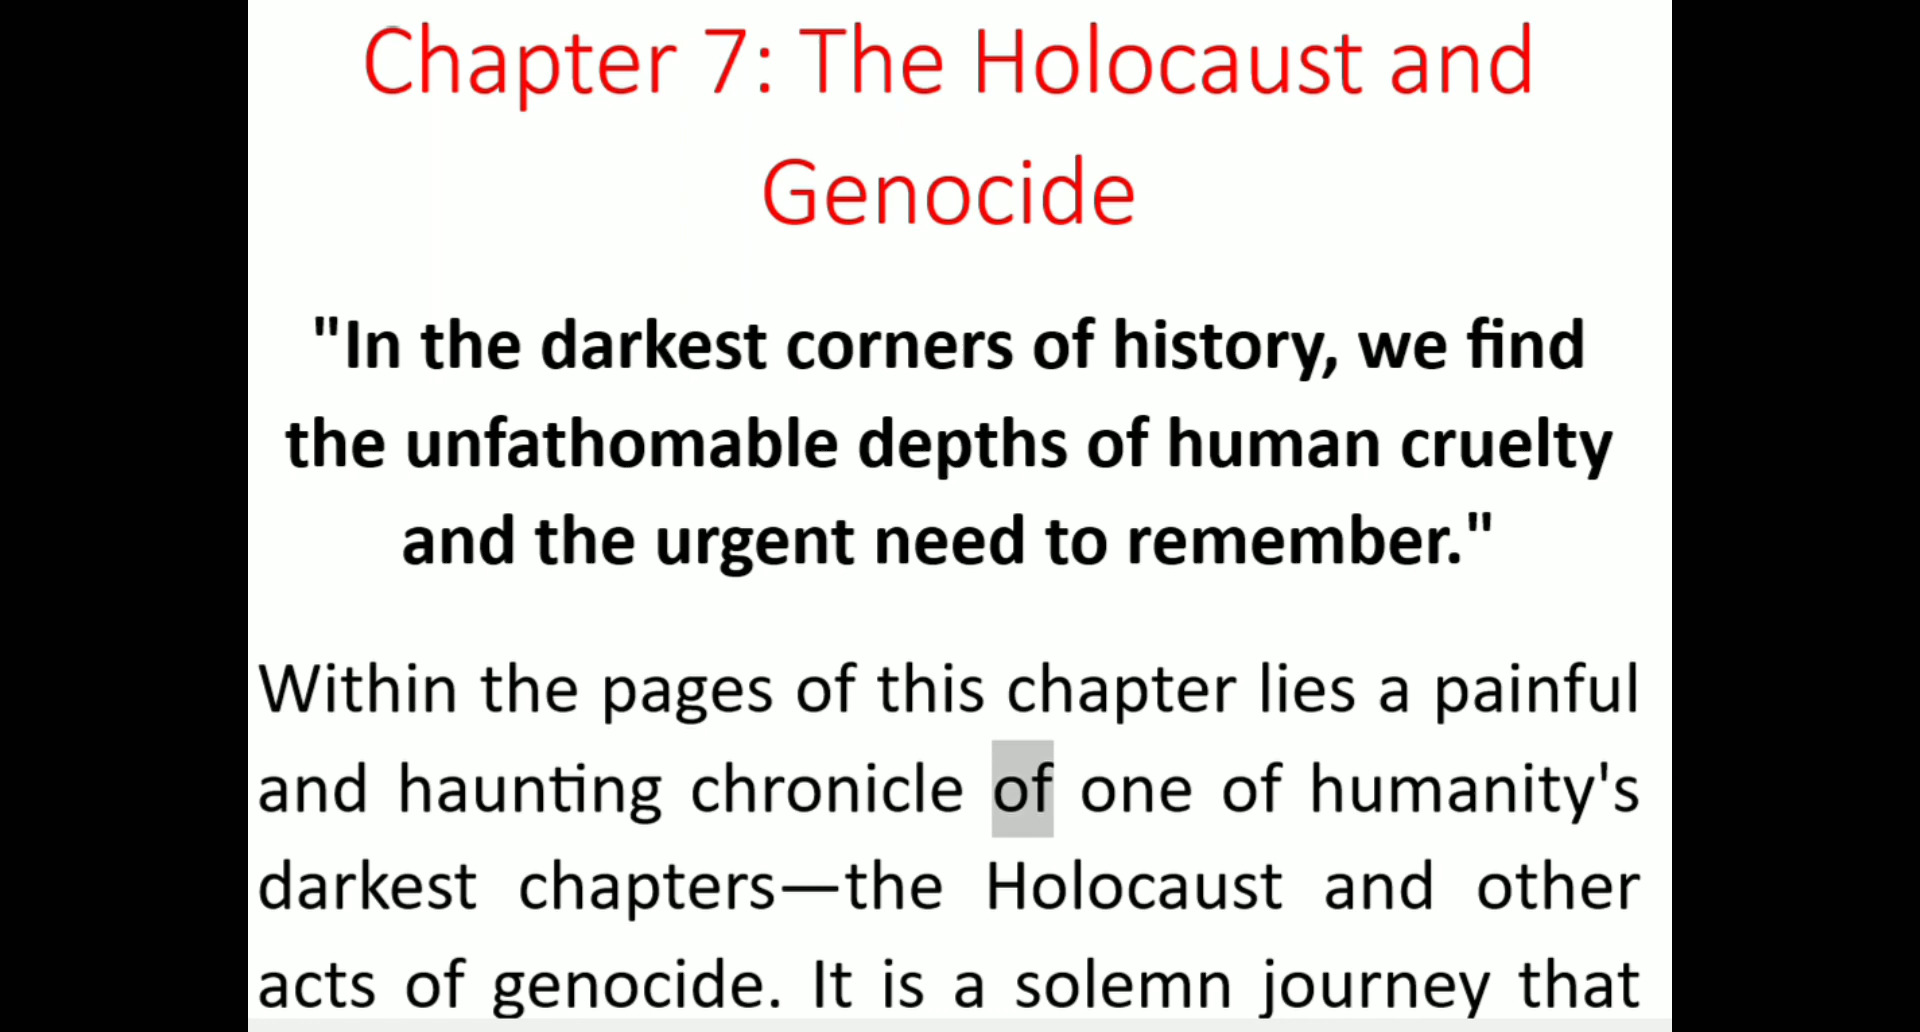 Chapter 7: The Holocaust and
Genocide
"In the darkest corners of history, we find
the unfathomable depths of human cruelty
and the urgent need to remember."
Within the pages of this chapter lies a painful
and haunting chronicle of one of humanity's
darkest chapters—the Holocaust and other
acts of genocide. It is a solemn journey that